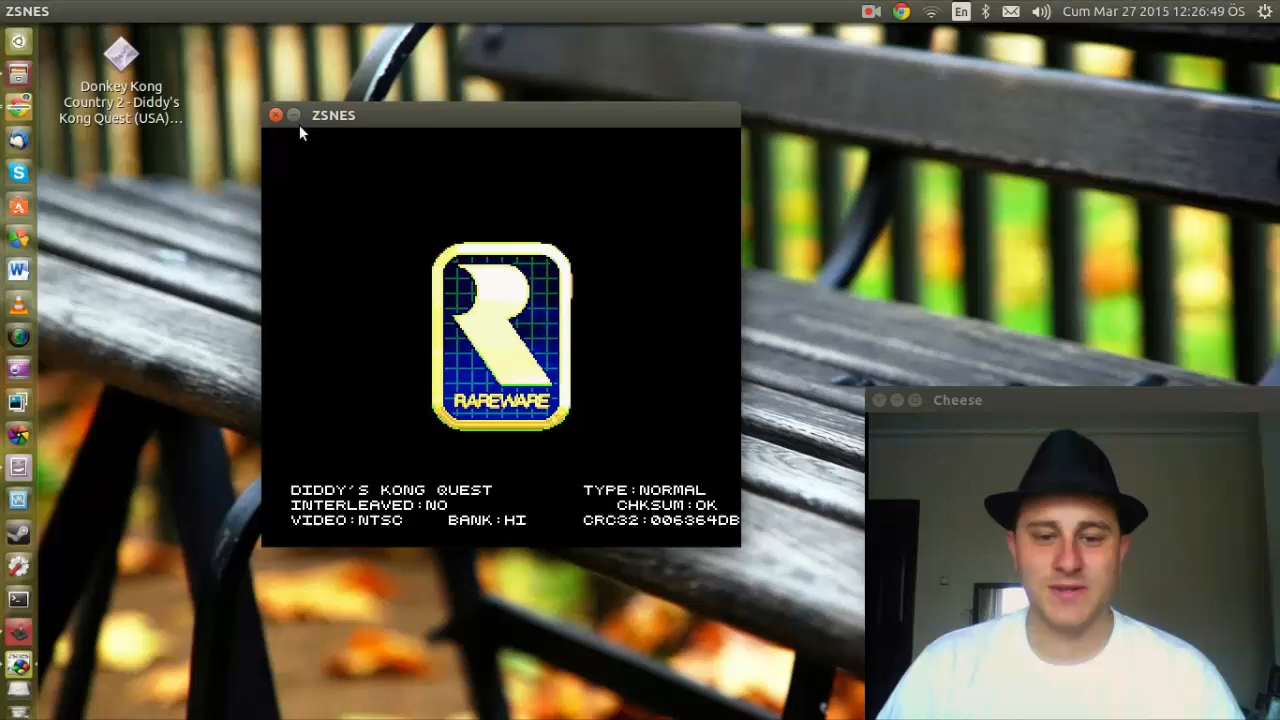 ZSNES
En
Cum Mar 27 2015 12:26:49 ÖS
Donkey Kong
Country 2 - Diddy's
Kong Quest (USA)...
ZSNES
RAREWARE
DIDDY'S KONG QUEST
TYPE:NORMAL
INTERLEAVED:NO
CHKSUM:OK
VIDEO:NTSC BANK:HI
CRC32:006364DB
Cheese